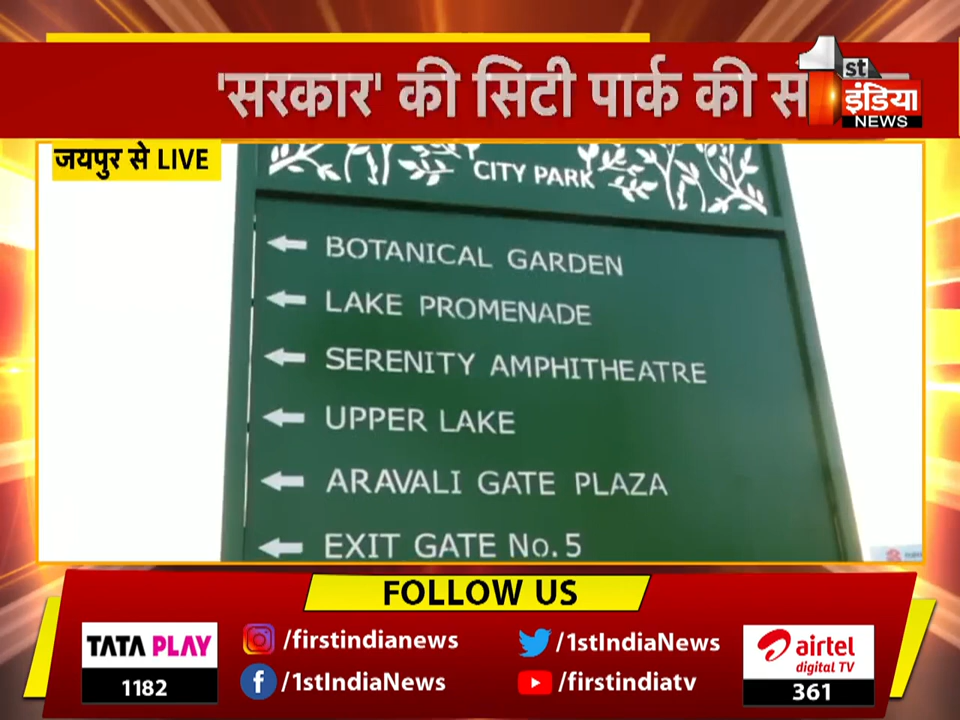 'सरकार' की सिटी पार्क की
1st
इंडिया
NEWS
जयपुर से LIVE
CITY PARK
BOTANICAL GARDEN
LAKE PROMENADE
SERENITY AMPHITHEATRE
UPPER LAKE
ARAVALI GATE PLAZA
EXIT GATE No. 5
FOLLOW US
TATA PLAY
1182
/firstindianews
/1stIndiaNews
/1stIndiaNews
/firstindiatv
airtel
digital TV
361